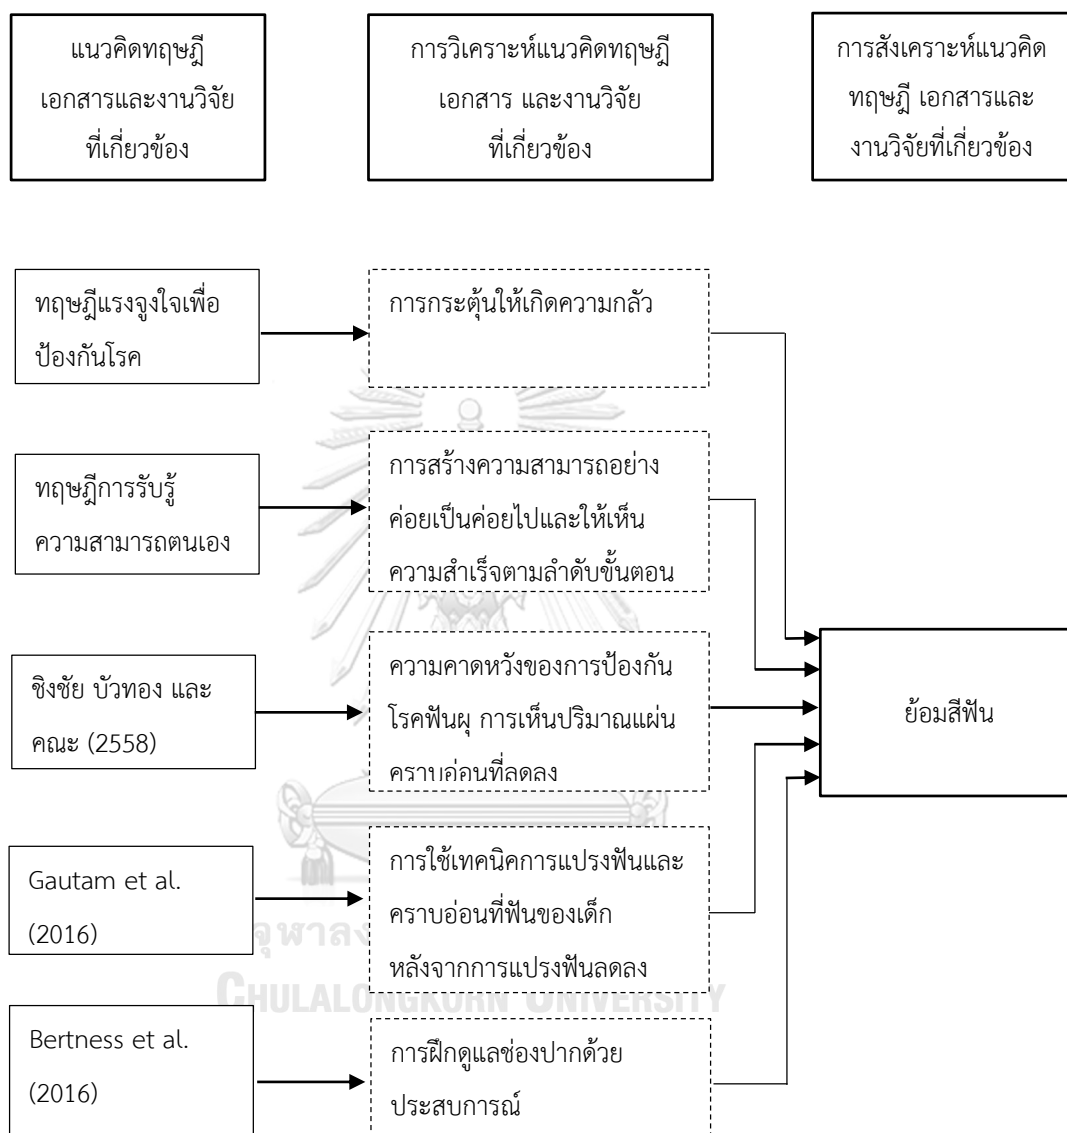 แนวคิดทฤษฎี
เอกสารและงานวิจัย
ที่เกี่ยวข้อง
การวิเคราะห์แนวคิดทฤษฎี
เอกสาร และงานวิจัย
ที่เกี่ยวข้อง
การสังเคราะห์แนวคิด
ทฤษฎี เอกสารและ
งานวิจัยที่เกี่ยวข้อง
ทฤษฎีแรงจูงใจเพื่อ
ป้องกันโรค
การกระตุ้นให้เกิดความกลัว
ทฤษฎีการรับรู้
ความสามารถตนเอง
การสร้างความสามารถอย่าง
ค่อยเป็นค่อยไปและให้เห็น
ความสำเร็จตามลำดับขั้นตอน
ชิงชัย บัวทอง และ
คณะ (2558)
ความคาดหวังของการป้องกัน
โรคฟันผุ การเห็นปริมาณแผ่น
คราบอ่อนที่ลดลง
ย้อมสีฟัน
Gautam et al.
(2016)
การใช้เทคนิคการแปรงฟันและ
คราบอ่อนที่ฟันของเด็ก
หลังจากการแปรงฟันลดลง
CHULALONGKORN UNIVERSITY
Bertness et al.
(2016)
การฝึกดูแลช่องปากด้วย
ประสบการณ์